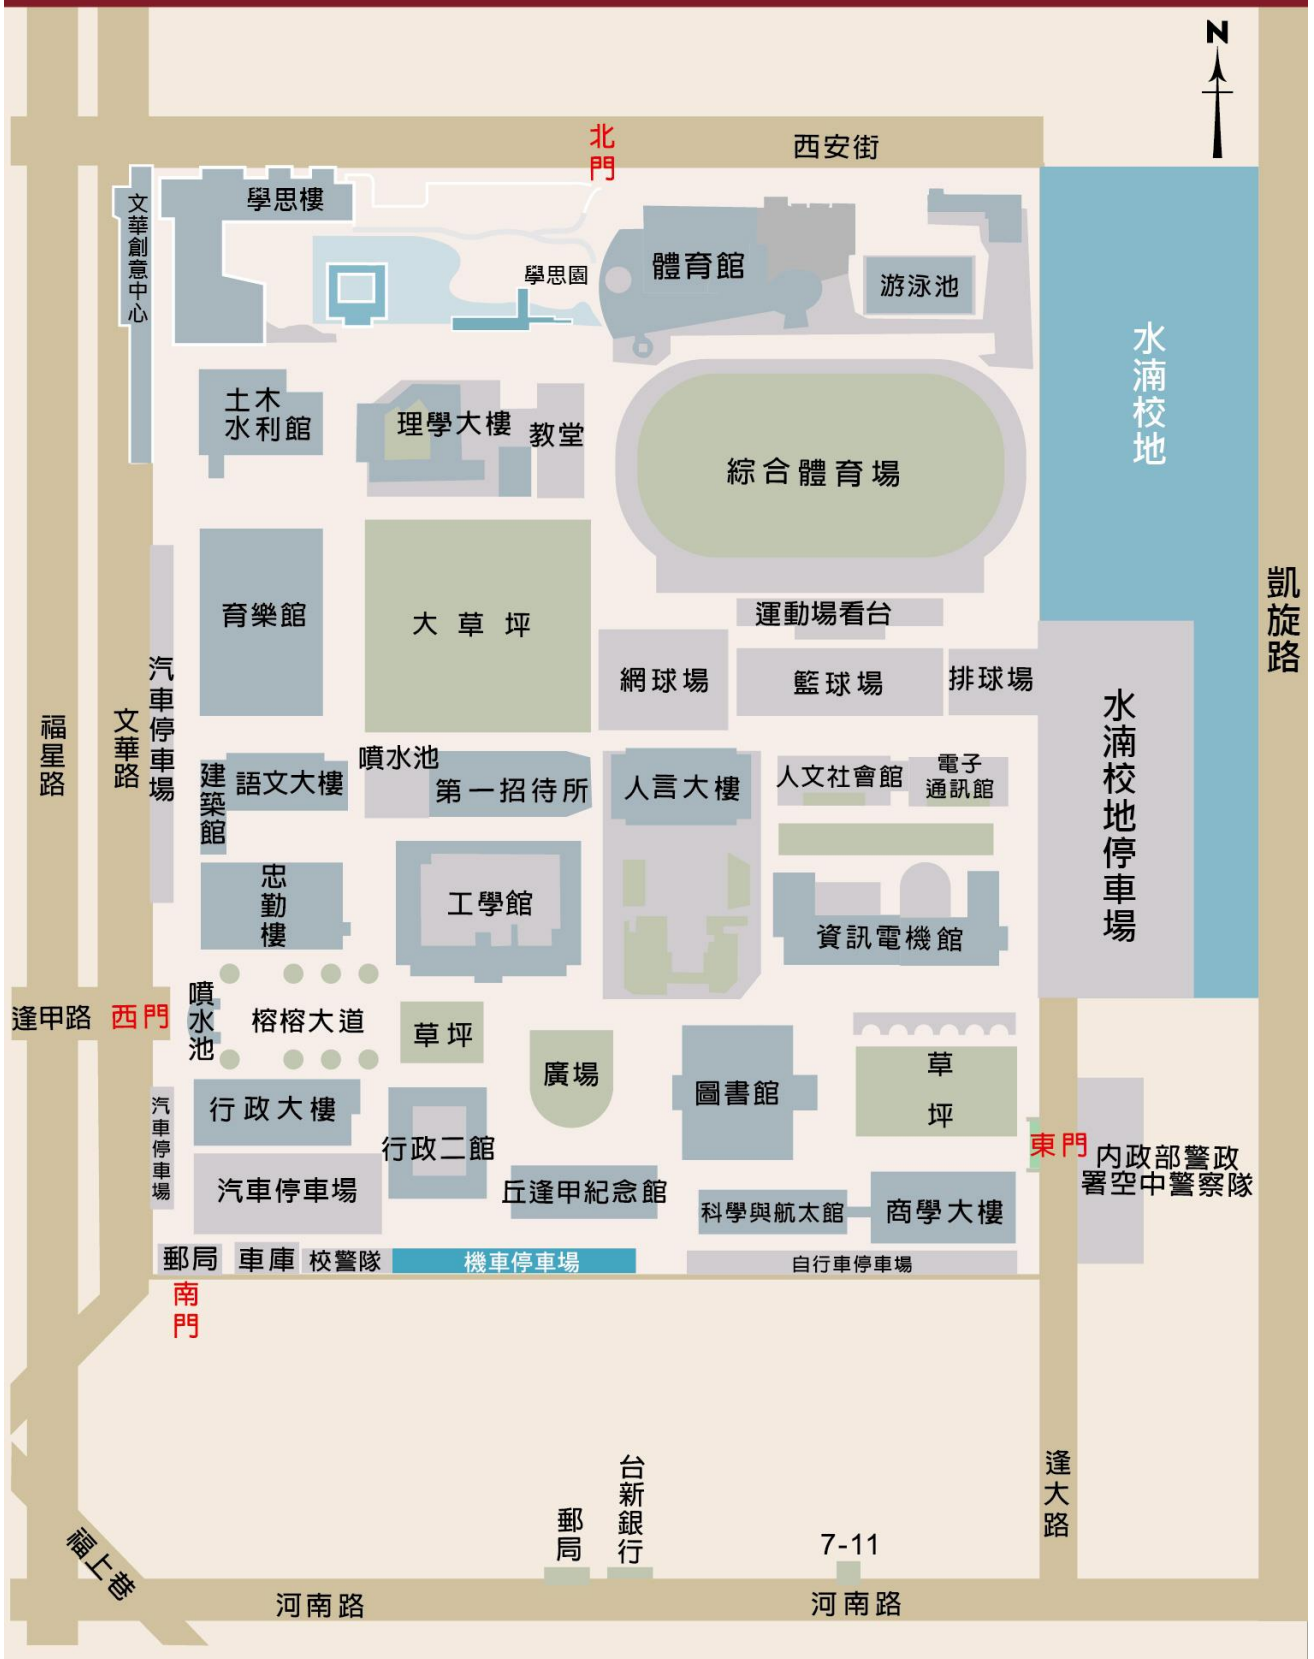 N
北
門
西安街
文華創意中心
學思樓
學思園
體育館
游泳池
水湳校地
土木
水利館
理學大樓
教堂
綜合體育場
凱旋路
育樂館
大草坪
運動場看台
網球場
籃球場
排球場
汽車停車場
福星路
文華路
水湳校地停車場
建築館
語文大樓
噴水池
第一招待所
人言大樓
人文社會館
電子
通訊館
忠勤樓
工學館
資訊電機館
逢甲路
西門
噴水池
榕榕大道
草坪
廣場
圖書館
草
坪
汽車停車場
行政大樓
行政二館
東門
內政部警政
署空中警察隊
汽車停車場
丘逢甲紀念館
科學與航太館
商學大樓
郵局
車庫
校警隊
機車停車場
自行車停車場
南
門
逢大路
台新銀行
郵局
7-11
福上巷
河南路
河南路